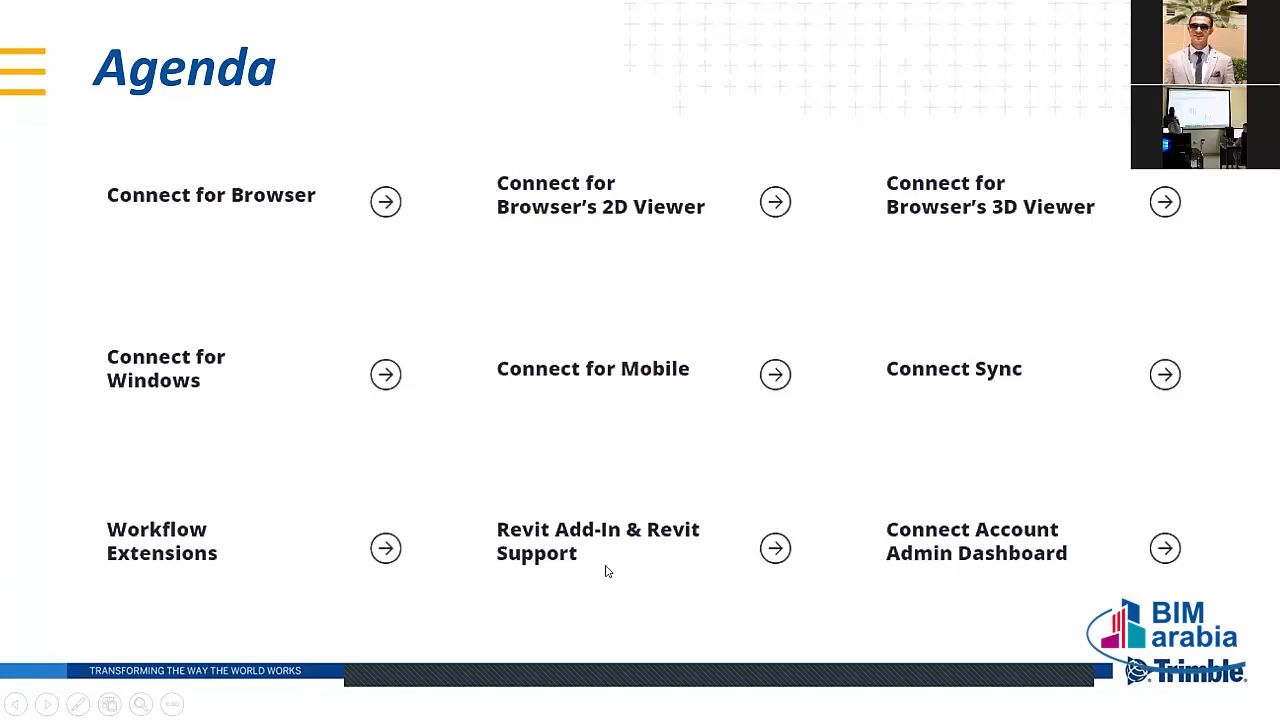 Agenda
Connect for Browser
Connect for
Browser’s 2D Viewer
Connect for
Browser’s 3D Viewer
Connect for
Windows
Connect for Mobile
Connect Sync
Workflow
Extensions
Revit Add-In & Revit
Support
Connect Account
Admin Dashboard
BIM
arabia
TRANSFORMING THE WAY THE WORLD WORKS
Trimble